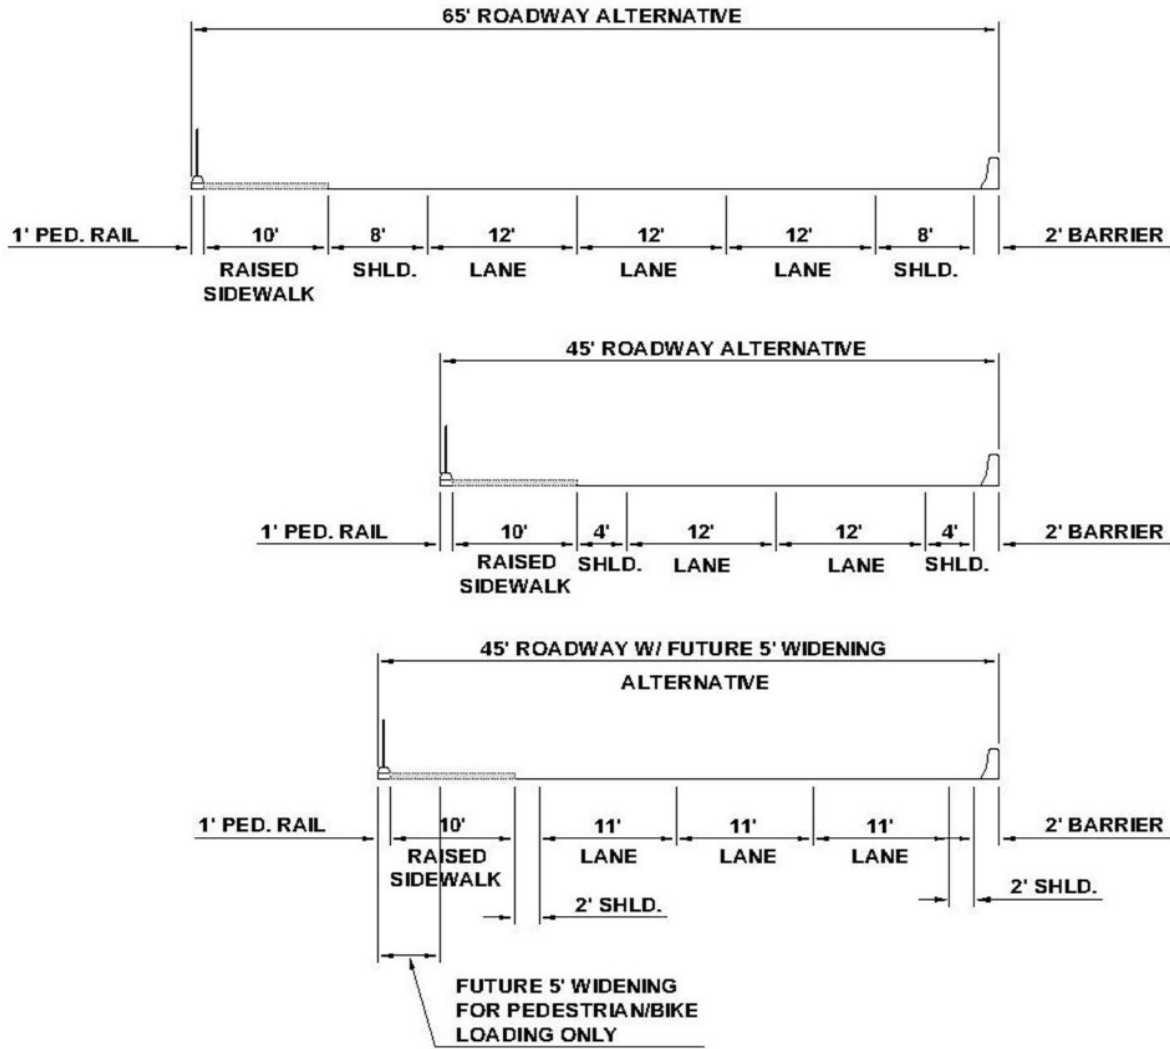 65' ROADWAY ALTERNATIVE
1' PED. RAIL 10' 8' 12' 12' 12' 8' 2' BARRIER
RAISED SHLD. LANE LANE LANE SHLD.
SIDEWALK
45' ROADWAY ALTERNATIVE
1' PED. RAIL 10' 4' 12' 12' 4' 2' BARRIER
RAISED SHLD. LANE LANE SHLD.
SIDEWALK
45' ROADWAY W/ FUTURE 5' WIDENING
ALTERNATIVE
1' PED. RAIL 10' 11' 11' 11' 2' BARRIER
RAISED LANE LANE LANE
SIDEWALK
2' SHLD.
2' SHLD.
FUTURE 5' WIDENING
FOR PEDESTRIAN/BIKE
LOADING ONLY